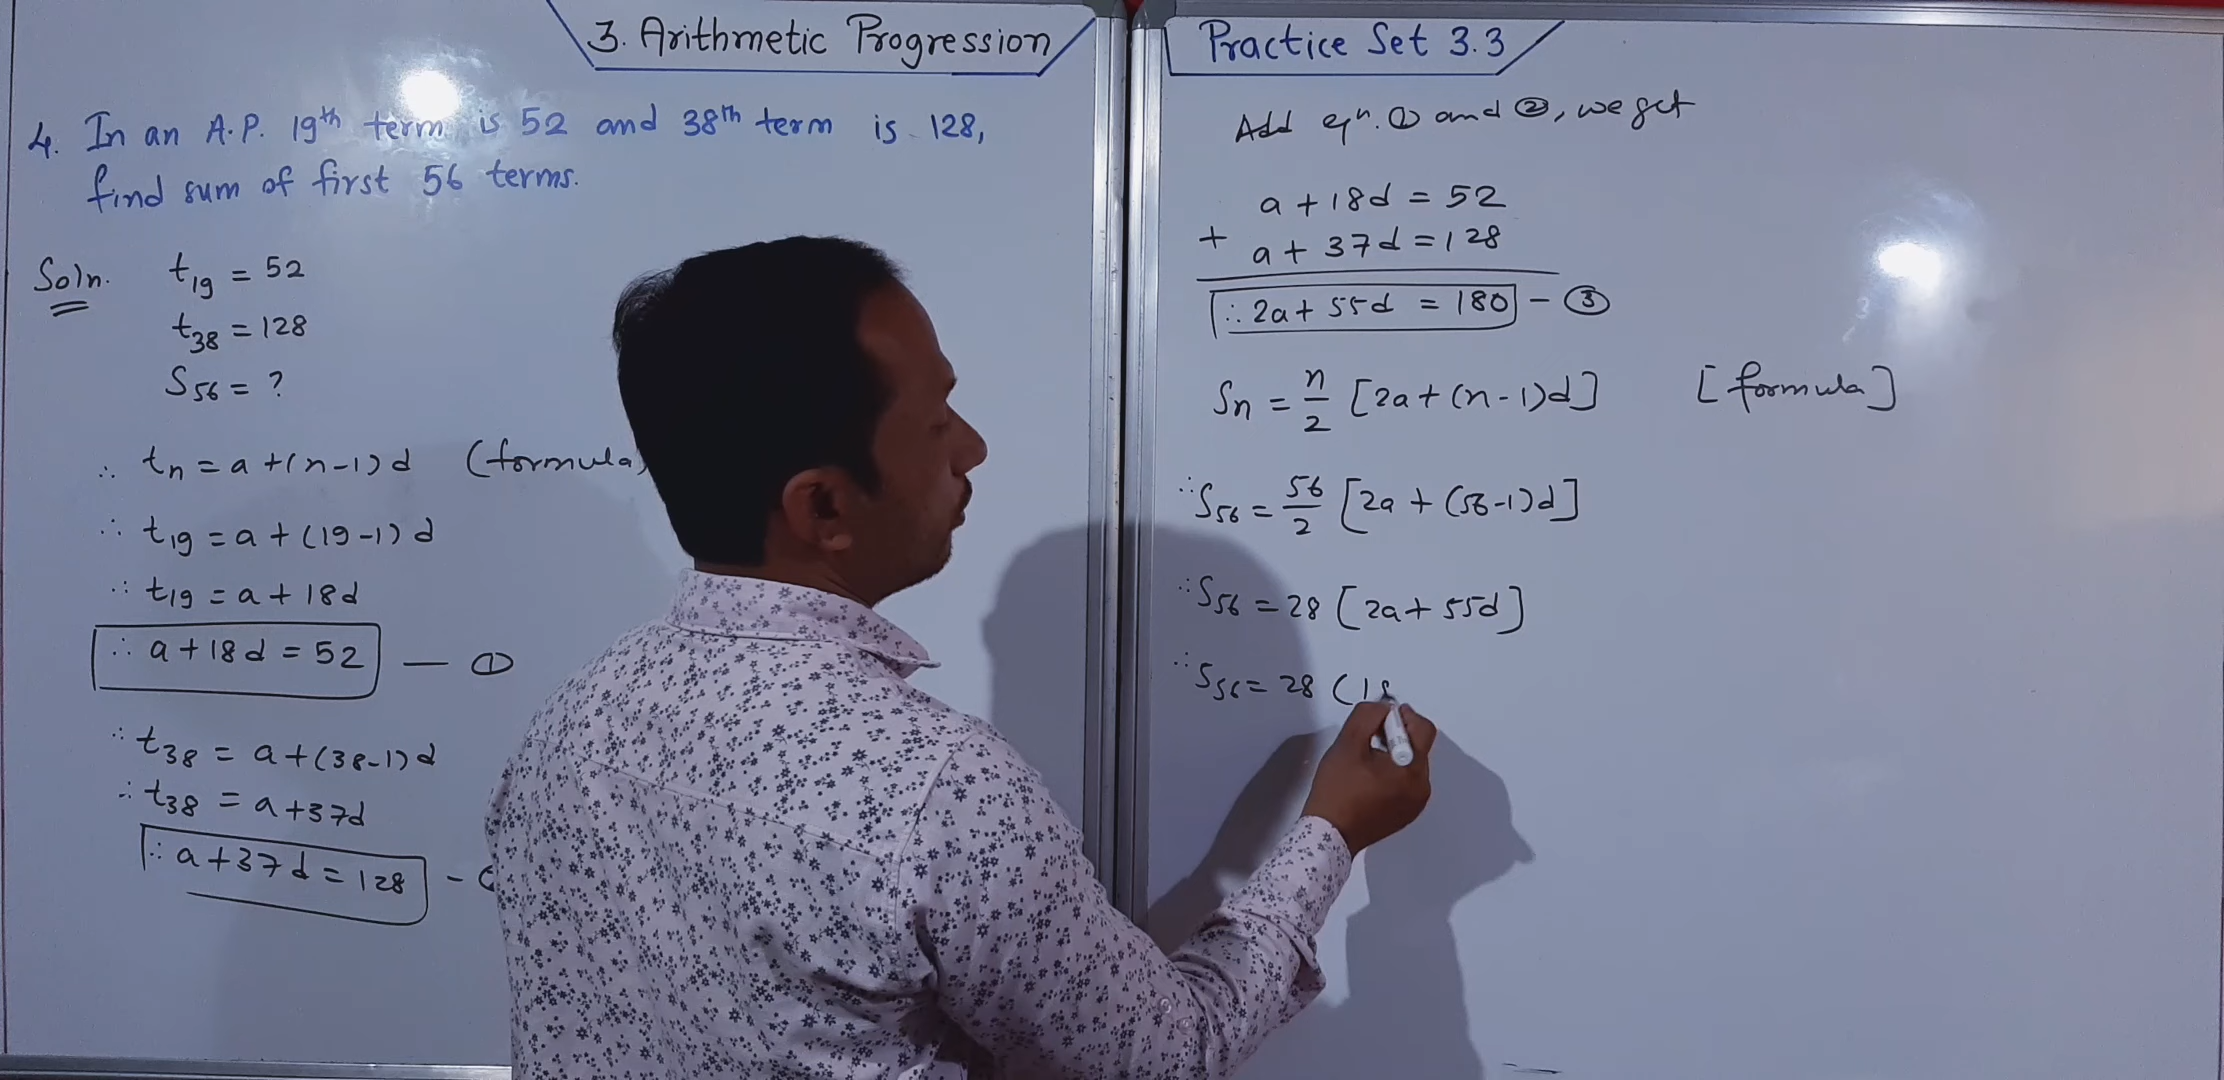 3. Arithmetic Progression
4. In an A.P. 19th term is 52 and 38th term is 128,
find sum of first 56 terms.
Soln.
t19 = 52
t38 = 128
S56 = ?
∴ tn = a + (n-1) d (formula)
∴ t19 = a + (19-1) d
∴ t19 = a + 18d
∴ a + 18d = 52 — ①
∴ t38 = a + (38-1) d
∴ t38 = a + 37d
∴ a + 37d = 128 -
Practice Set 3.3
Add eqn. ① and ②, we get
a + 18d = 52
+ a + 37d = 128
∴ 2a + 55d = 180 - ③
Sn = n/2 [2a + (n-1)d] [formula]
∴ S56 = 56/2 [2a + (56-1)d]
∴ S56 = 28 [2a + 55d]
∴ S56 = 28 (18